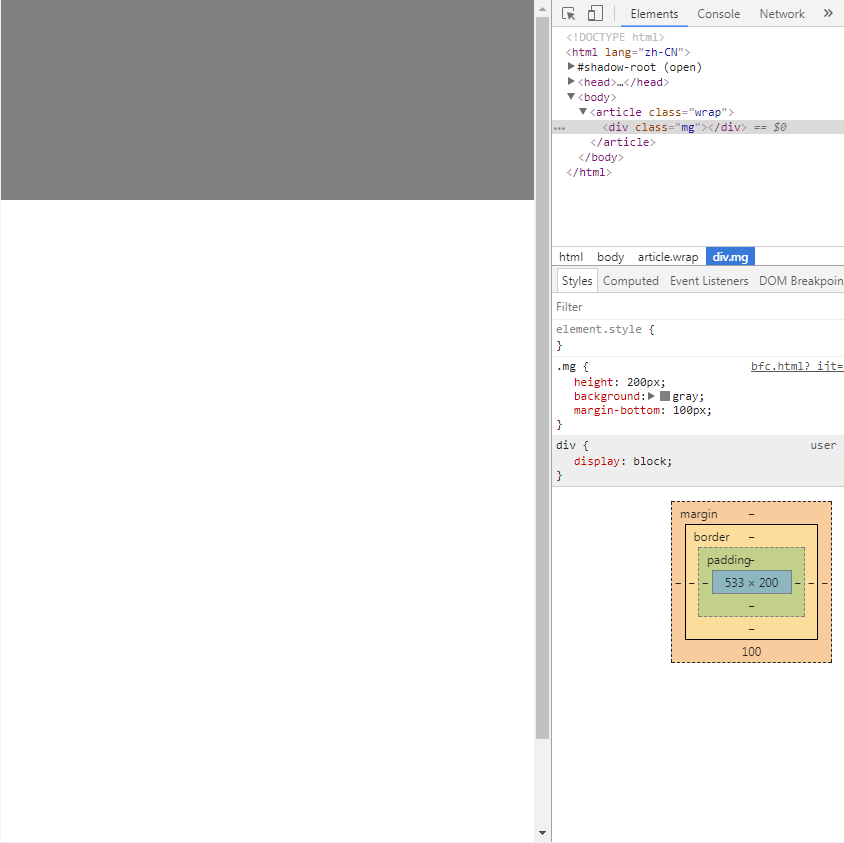 Elements Console Network »
<!DOCTYPE html>
<html lang="zh-CN">
▶#shadow-root (open)
▶<head>…</head>
▼<body>
▼<article class="wrap">
… <div class="mg"></div> == $0
</article>
</body>
</html>
html body article.wrap div.mg
Styles Computed Event Listeners DOM Breakpoin
Filter
element.style {
}
.mg { bfc.html?_ijt=
height: 200px;
background:▶ gray;
margin-bottom: 100px;
}
div { user
display: block;
}
margin –
border –
padding–
– – – 533 × 200 – – –
–
–
100